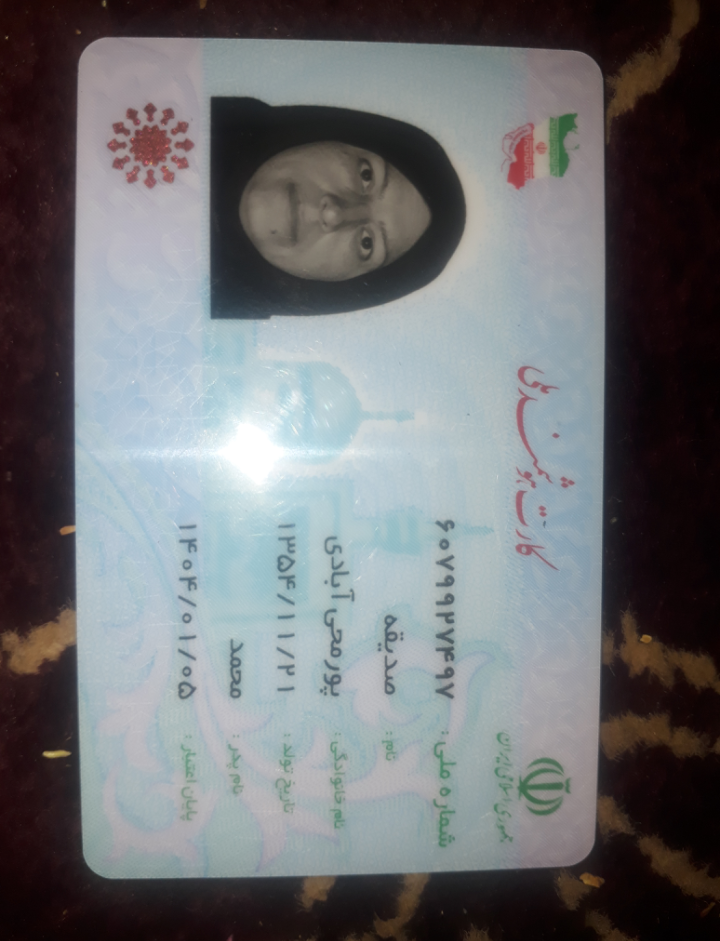 جمهوری اسلامی ایران
کارت هوشمند ملی
شماره ملی: ۶۰۷۹۹۲۷۴۹۷
نام: صدیقه
نام خانوادگی: پورمحی آبادی
تاریخ تولد: ۱۳۵۴/۱۱/۲۱
نام پدر: محمد
پایان اعتبار: ۱۴۰۴/۰۱/۰۵